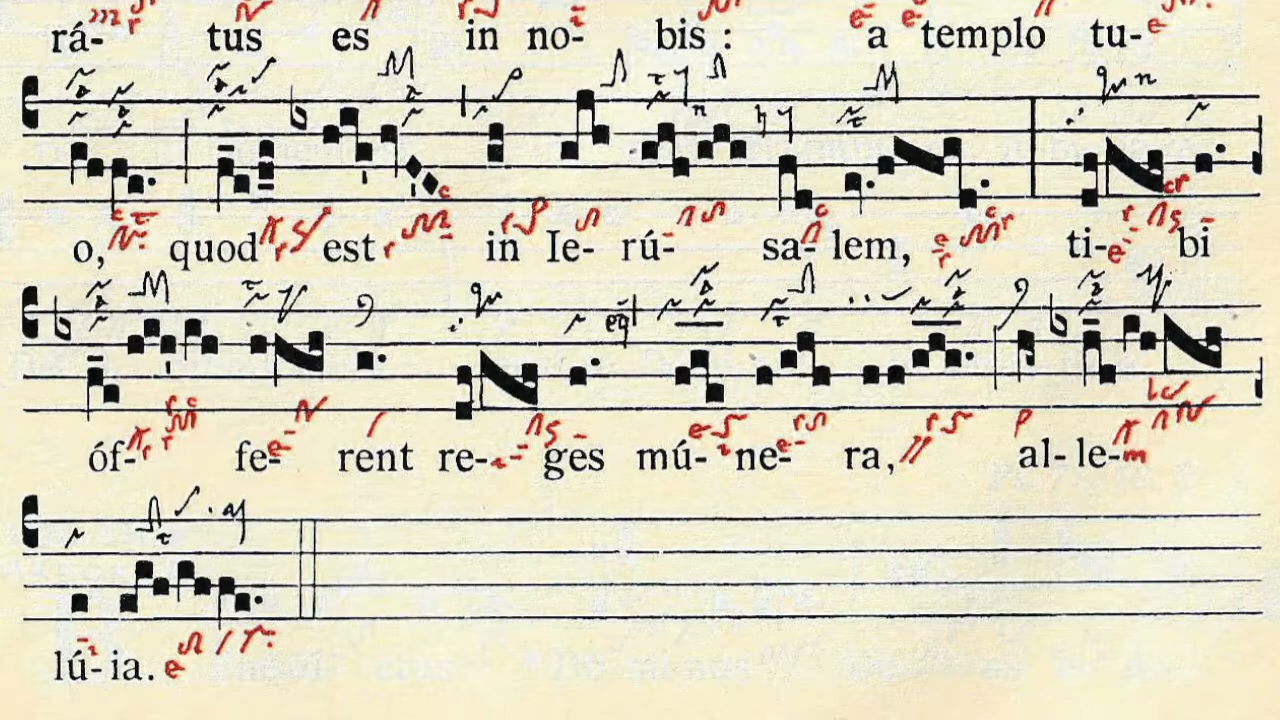 rá- tus es in no- bis : a templo tu-
o, quod est in Ie- rú- sa- lem, ti- bi
óf- fe- rent re- ges mú- ne- ra, al- le-
lú- ia.